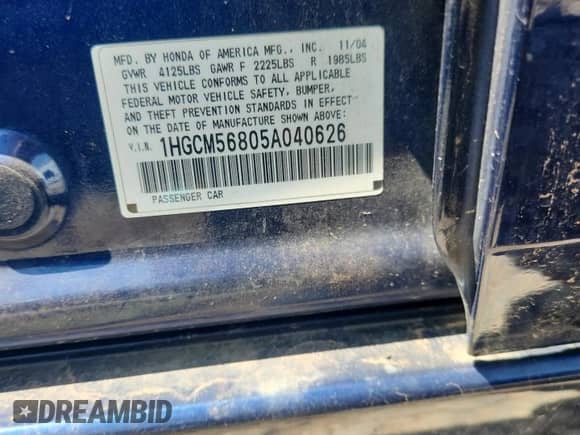 MFD. BY HONDA OF AMERICA MFG., INC. 11/04
GVWR 4125LBS GAWR F 2225LBS R 1985LBS
THIS VEHICLE CONFORMS TO ALL APPLICABLE
FEDERAL MOTOR VEHICLE SAFETY, BUMPER,
AND THEFT PREVENTION STANDARDS IN EFFECT
ON THE DATE OF MANUFACTURE SHOWN ABOVE:
V.I.N. 1HGCM56805A040626
PASSENGER CAR
DREAMBID